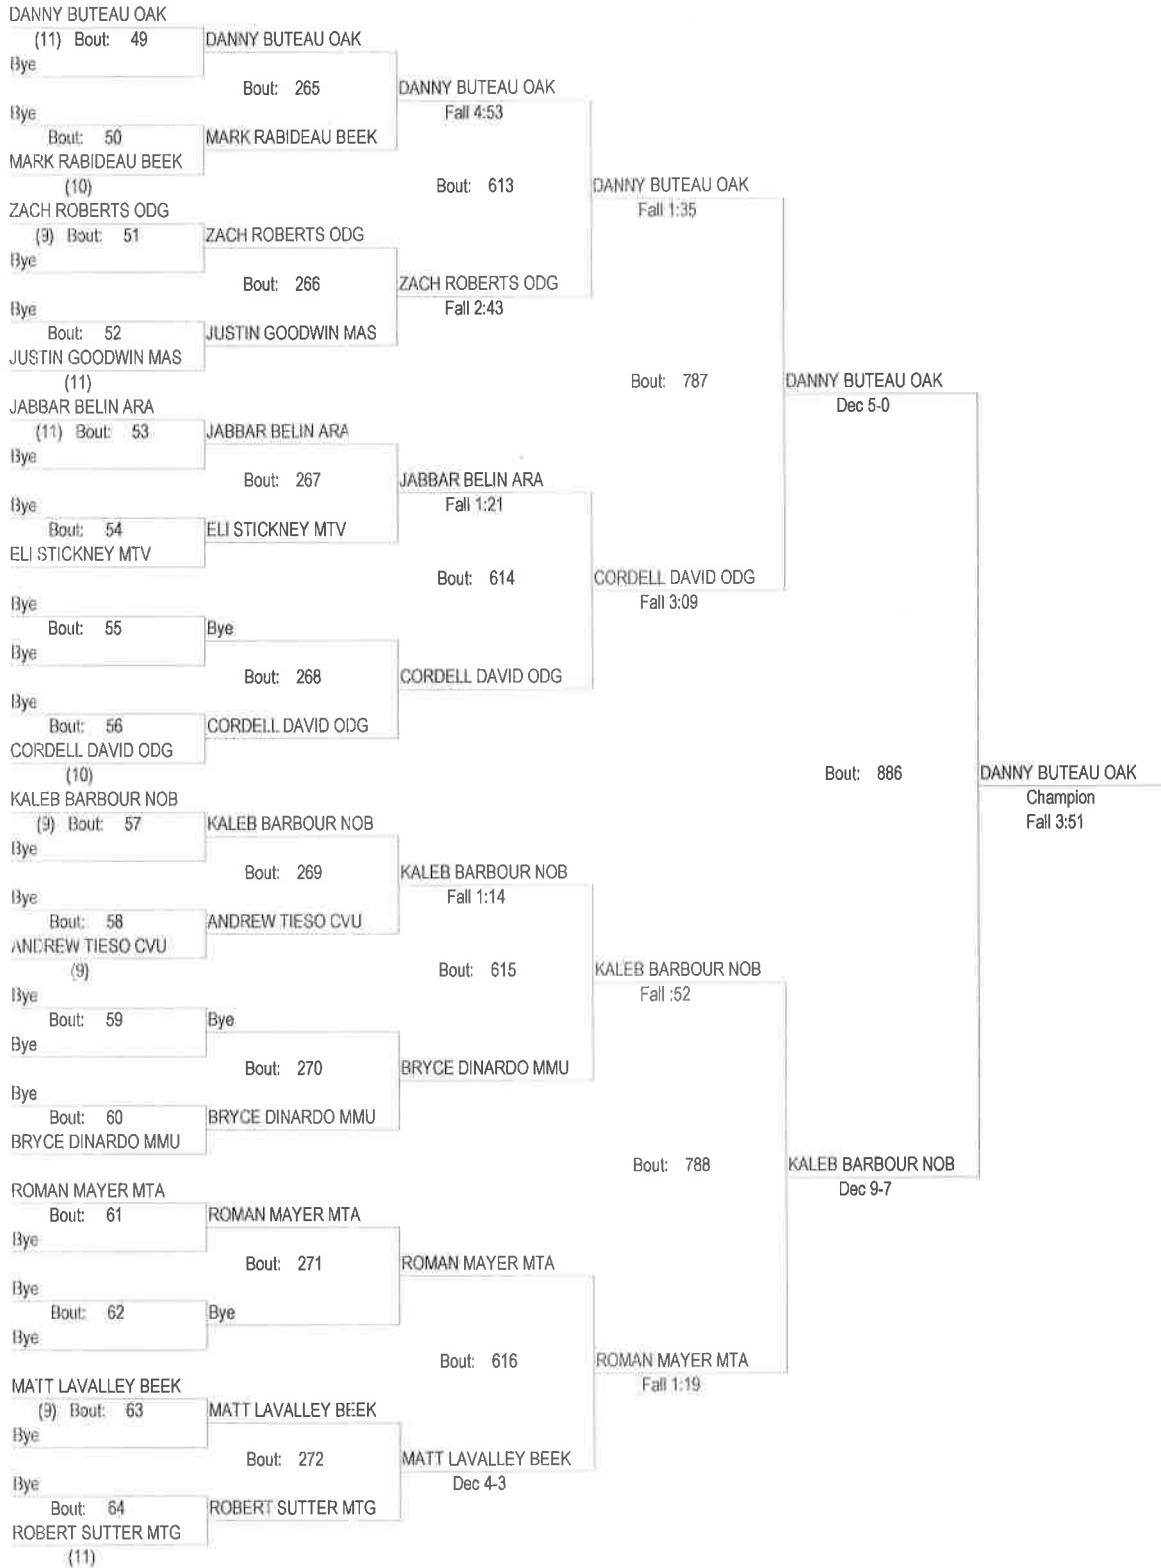 DANNY BUTEAU OAK
(11) Bout: 49
Bye
Bye
Bout: 50
MARK RABIDEAU BEEK
(10)
ZACH ROBERTS ODG
(9) Bout: 51
Bye
Bye
Bout: 52
JUSTIN GOODWIN MAS
(11)
JABBAR BELIN ARA
(11) Bout: 53
Bye
Bye
Bout: 54
ELI STICKNEY MTV
Bye
Bout: 55
Bye
Bye
Bout: 56
CORDELL DAVID ODG
(10)
KALEB BARBOUR NOB
(9) Bout: 57
Bye
Bye
Bout: 58
ANDREW TIESO CVU
(9)
Bye
Bout: 59
Bye
Bye
Bout: 60
BRYCE DINARDO MMU
ROMAN MAYER MTA
Bout: 61
Bye
Bye
Bout: 62
Bye
MATT LAVALLEY BEEK
(9) Bout: 63
Bye
Bye
Bout: 64
ROBERT SUTTER MTG
(11)
DANNY BUTEAU OAK
Bout: 265
MARK RABIDEAU BEEK
ZACH ROBERTS ODG
Bout: 266
JUSTIN GOODWIN MAS
JABBAR BELIN ARA
Bout: 267
ELI STICKNEY MTV
Bye
Bout: 268
CORDELL DAVID ODG
KALEB BARBOUR NOB
Bout: 269
ANDREW TIESO CVU
Bye
Bout: 270
BRYCE DINARDO MMU
ROMAN MAYER MTA
Bout: 271
Bye
MATT LAVALLEY BEEK
Bout: 272
ROBERT SUTTER MTG
DANNY BUTEAU OAK
Fall 4:53
Bout: 613
ZACH ROBERTS ODG
Fall 2:43
JABBAR BELIN ARA
Fall 1:21
Bout: 614
CORDELL DAVID ODG
KALEB BARBOUR NOB
Fall 1:14
Bout: 615
BRYCE DINARDO MMU
ROMAN MAYER MTA
Bout: 616
MATT LAVALLEY BEEK
Dec 4-3
DANNY BUTEAU OAK
Fall 1:35
Bout: 787
CORDELL DAVID ODG
Fall 3:09
KALEB BARBOUR NOB
Fall :52
Bout: 788
ROMAN MAYER MTA
Fall 1:19
DANNY BUTEAU OAK
Dec 5-0
Bout: 886
KALEB BARBOUR NOB
Dec 9-7
DANNY BUTEAU OAK
Champion
Fall 3:51